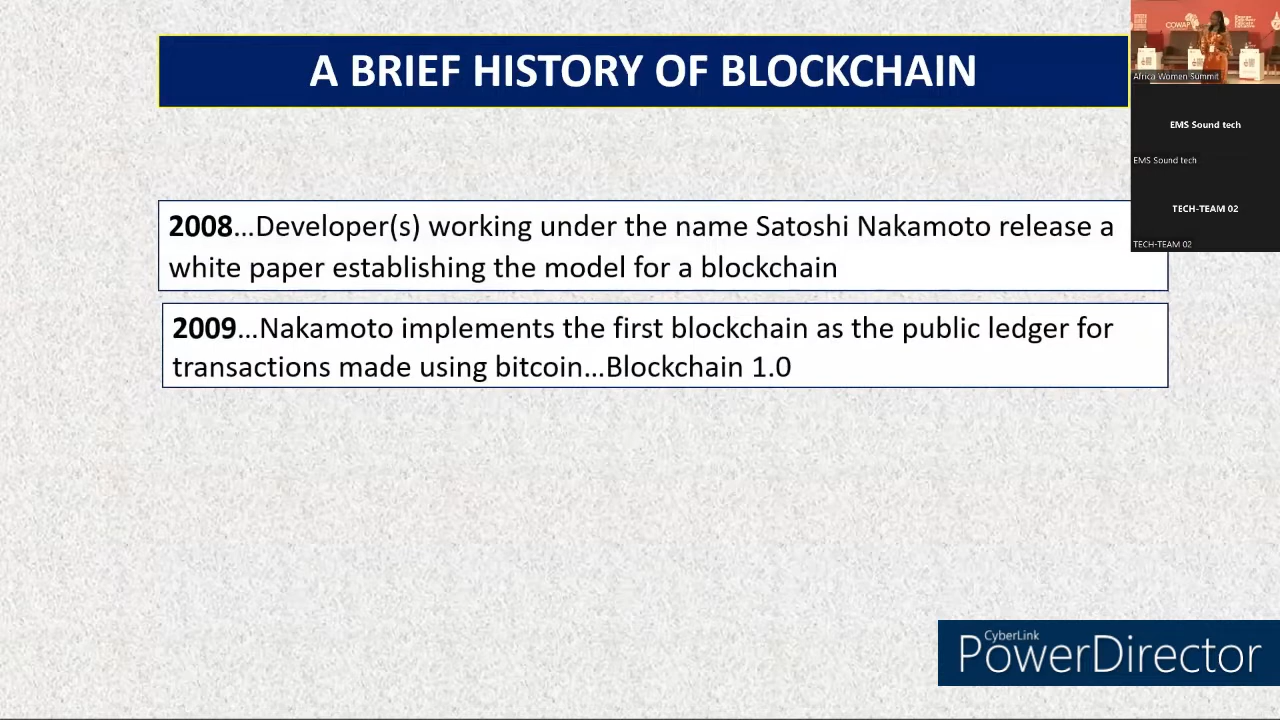 A BRIEF HISTORY OF BLOCKCHAIN
COWAP
Africa Women Summit
EMS Sound tech
EMS Sound tech
TECH-TEAM 02
TECH-TEAM 02
2008...Developer(s) working under the name Satoshi Nakamoto release a
white paper establishing the model for a blockchain
2009...Nakamoto implements the first blockchain as the public ledger for
transactions made using bitcoin...Blockchain 1.0
CyberLink
PowerDirector